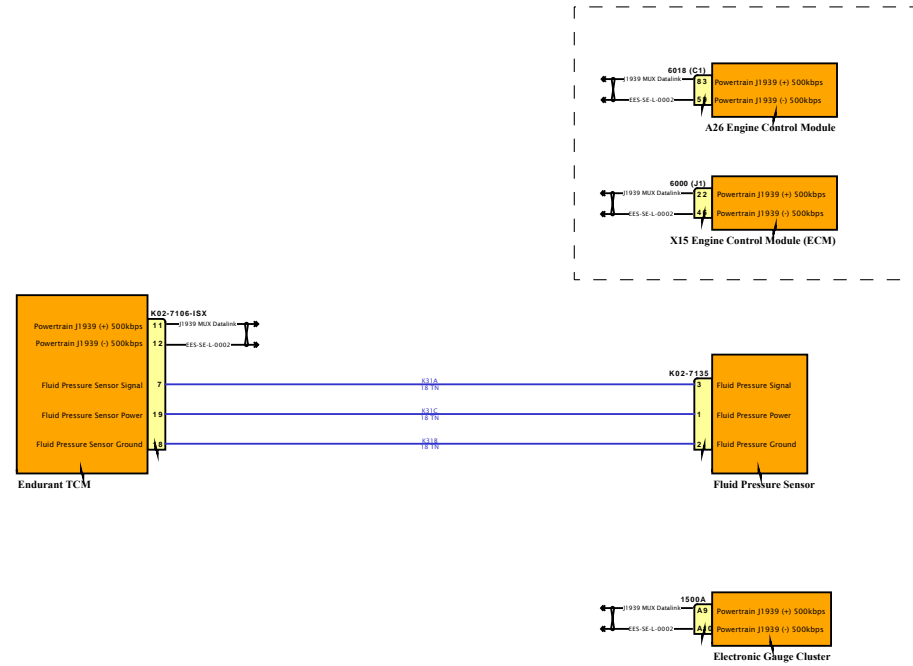 6018 (C1)
J1939 MUX Datalink 83 Powertrain J1939 (+) 500kbps
EES-SE-L-0002 Powertrain J1939 (-) 500kbps
A26 Engine Control Module
6000 (J1)
J1939 MUX Datalink 22 Powertrain J1939 (+) 500kbps
EES-SE-L-0002 46 Powertrain J1939 (-) 500kbps
X15 Engine Control Module (ECM)
K02-7106-ISX
Powertrain J1939 (+) 500kbps 11 J1939 MUX Datalink
Powertrain J1939 (-) 500kbps 12 EES-SE-L-0002
K02-7135
Fluid Pressure Sensor Signal 7 K31A 3 Fluid Pressure Signal
18 TN
Fluid Pressure Sensor Power 19 K31C 1 Fluid Pressure Power
18 TN
Fluid Pressure Sensor Ground 8 K31B 2 Fluid Pressure Ground
18 TN
Endurant TCM
Fluid Pressure Sensor
1500A
J1939 MUX Datalink A9 Powertrain J1939 (+) 500kbps
EES-SE-L-0002 A10 Powertrain J1939 (-) 500kbps
Electronic Gauge Cluster